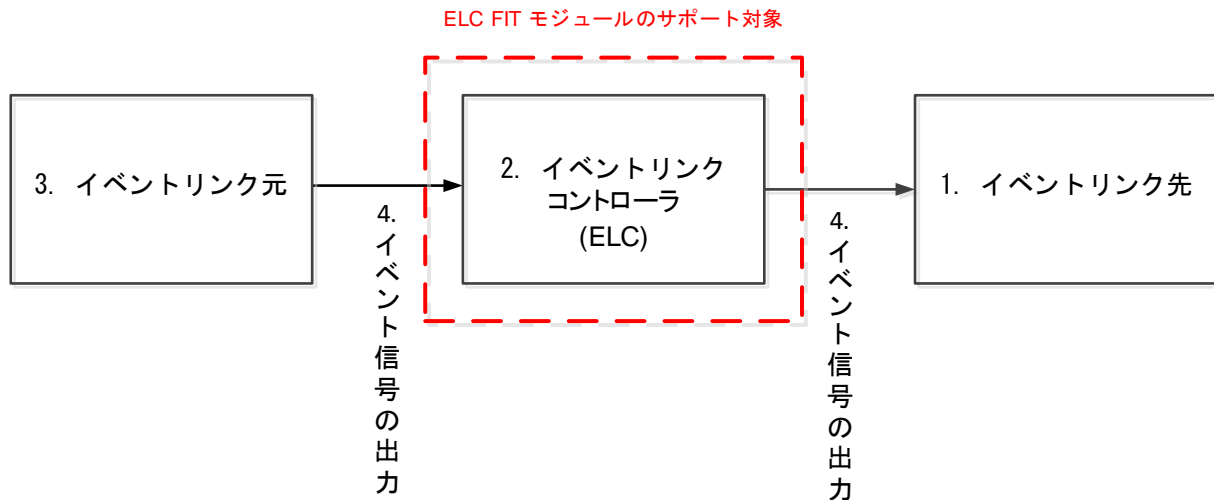 ELC FIT モジュールのサポート対象
3. イベントリンク元
2. イベントリンク
コントローラ
(ELC)
1. イベントリンク先
4.イベント信号の出力
4.イベント信号の出力